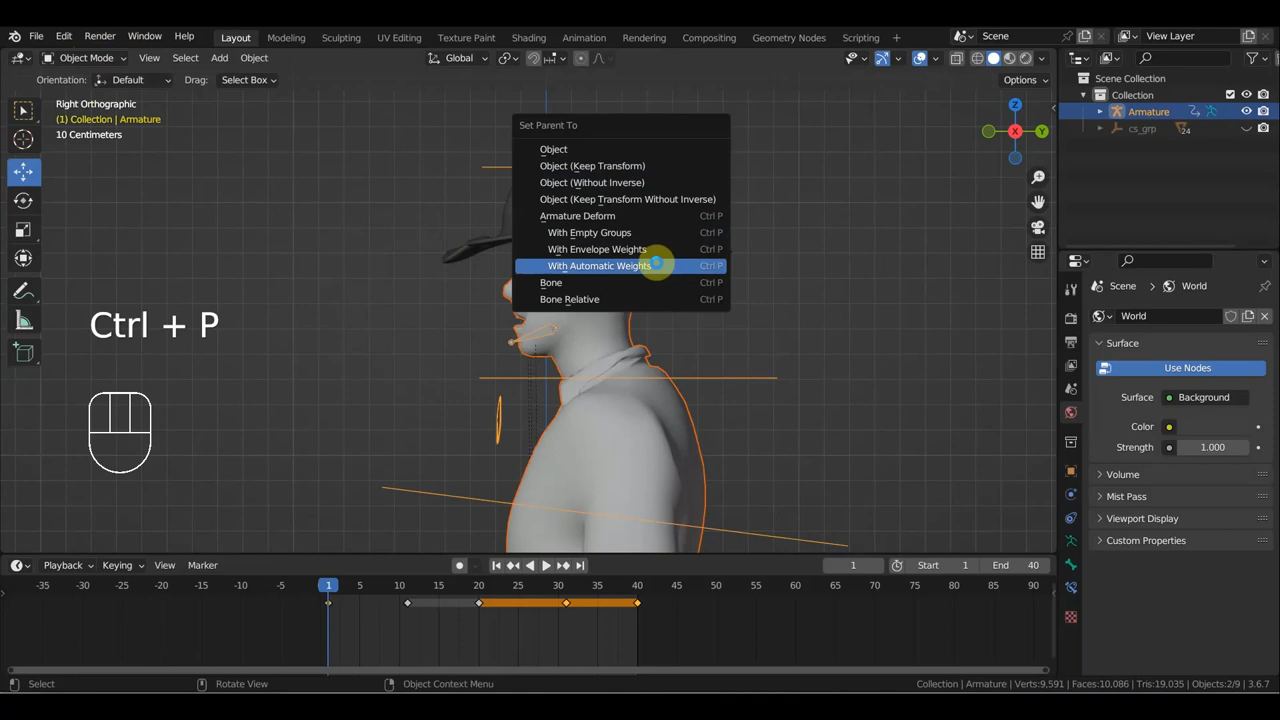 File Edit Render Window Help Layout Modeling Sculpting UV Editing Texture Paint Shading Animation Rendering Compositing Geometry Nodes Scripting + Scene View Layer
Object Mode View Select Add Object Global Options
Orientation: Default Drag: Select Box
Right Orthographic
(1) Collection | Armature
10 Centimeters
Set Parent To
Object
Object (Keep Transform)
Object (Without Inverse)
Object (Keep Transform Without Inverse)
Armature Deform Ctrl P
With Empty Groups Ctrl P
With Envelope Weights Ctrl P
With Automatic Weights Ctrl P
Bone Ctrl P
Bone Relative Ctrl P
Ctrl + P
Z
X
Y
Scene Collection
Collection
Armature
cs_grp 24
Scene World
World
Surface
Use Nodes
Surface Background
Color
Strength 1.000
Volume
Mist Pass
Viewport Display
Custom Properties
Playback Keying View Marker 1 Start 1 End 40
-35 -30 -25 -20 -15 -10 -5 1 10 20 25 30 35 40 45 50 55 60 65 70 75 80 85 90
Select Rotate View Object Context Menu Collection | Armature | Verts:9,591 | Faces:10,086 | Tris:19,035 | Objects:2/9 | 3.6.7